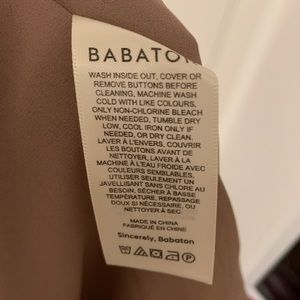 BABATON
WASH INSIDE OUT, COVER OR
REMOVE BUTTONS BEFORE
CLEANING, MACHINE WASH
COLD WITH LIKE COLOURS,
ONLY NON-CHLORINE BLEACH
WHEN NEEDED, TUMBLE DRY
LOW, COOL IRON ONLY IF
NEEDED, OR DRY CLEAN.
LAVER À L'ENVERS, COUVRIR
LES BOUTONS AVANT DE
NETTOYER, LAVER À LA
MACHINE À L'EAU FROIDE AVEC
COULEURS SEMBLABLES,
UTILISER SEULEMENT UN
JAVELLISANT SANS CHLORE AU
BESOIN, SÉCHER À BASSE
TEMPÉRATURE, REPASSAGE
DOUX SI NÉCESSAIRE, OU
NETTOYER À SEC.
MADE IN CHINA
FABRIQUÉ EN CHINE
Sincerely, Babaton